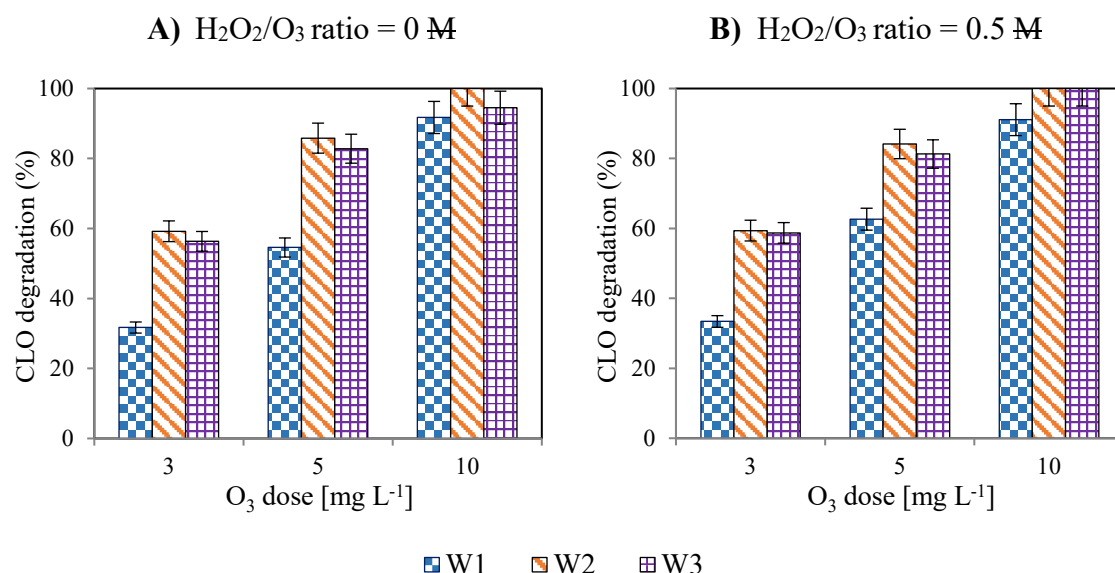 A) H₂O₂/O₃ ratio = 0 M
B) H₂O₂/O₃ ratio = 0.5 M
CLO degradation (%)
100
80
60
40
20
0
3 5 10
O₃ dose [mg L⁻¹]
CLO degradation (%)
100
80
60
40
20
0
3 5 10
O₃ dose [mg L⁻¹]
W1 W2 W3